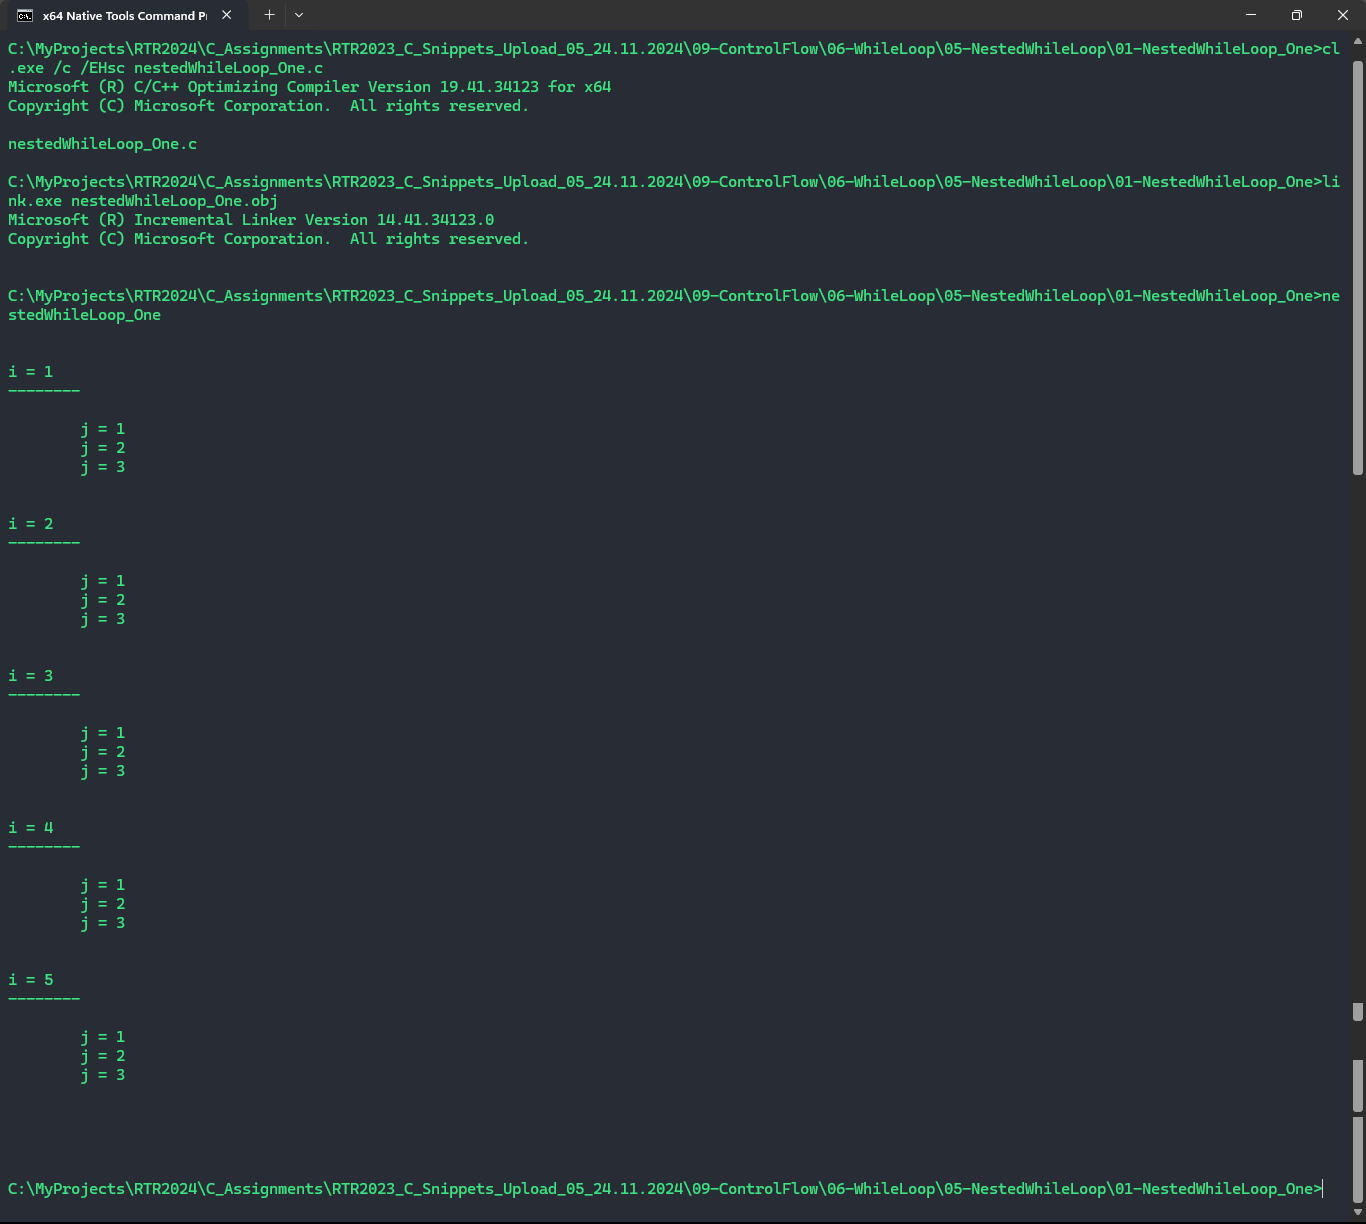 x64 Native Tools Command Pr
C:\MyProjects\RTR2024\C_Assignments\RTR2023_C_Snippets_Upload_05_24.11.2024\09-ControlFlow\06-WhileLoop\05-NestedWhileLoop\01-NestedWhileLoop_One>cl
.exe /c /EHsc nestedWhileLoop_One.c
Microsoft (R) C/C++ Optimizing Compiler Version 19.41.34123 for x64
Copyright (C) Microsoft Corporation.  All rights reserved.
nestedWhileLoop_One.c
C:\MyProjects\RTR2024\C_Assignments\RTR2023_C_Snippets_Upload_05_24.11.2024\09-ControlFlow\06-WhileLoop\05-NestedWhileLoop\01-NestedWhileLoop_One>li
nk.exe nestedWhileLoop_One.obj
Microsoft (R) Incremental Linker Version 14.41.34123.0
Copyright (C) Microsoft Corporation.  All rights reserved.
C:\MyProjects\RTR2024\C_Assignments\RTR2023_C_Snippets_Upload_05_24.11.2024\09-ControlFlow\06-WhileLoop\05-NestedWhileLoop\01-NestedWhileLoop_One>ne
stedWhileLoop_One
i = 1
--------
j = 1
j = 2
j = 3
i = 2
--------
j = 1
j = 2
j = 3
i = 3
--------
j = 1
j = 2
j = 3
i = 4
--------
j = 1
j = 2
j = 3
i = 5
--------
j = 1
j = 2
j = 3
C:\MyProjects\RTR2024\C_Assignments\RTR2023_C_Snippets_Upload_05_24.11.2024\09-ControlFlow\06-WhileLoop\05-NestedWhileLoop\01-NestedWhileLoop_One>